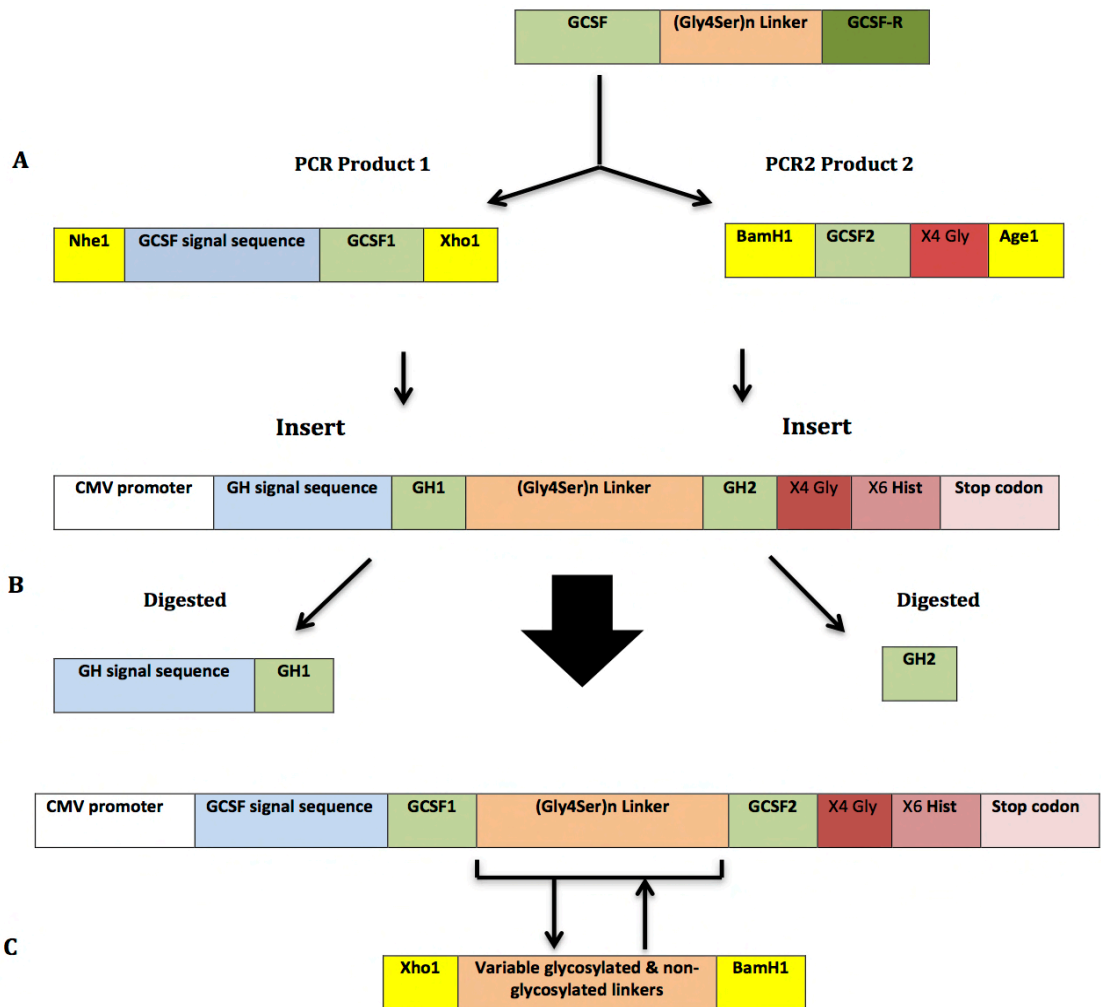 GCSF (Gly4Ser)n Linker GCSF-R
A
PCR Product 1 PCR2 Product 2
Nhe1 GCSF signal sequence GCSF1 Xho1
BamH1 GCSF2 X4 Gly Age1
Insert Insert
CMV promoter GH signal sequence GH1 (Gly4Ser)n Linker GH2 X4 Gly X6 Hist Stop codon
B
Digested Digested
GH signal sequence GH1
GH2
CMV promoter GCSF signal sequence GCSF1 (Gly4Ser)n Linker GCSF2 X4 Gly X6 Hist Stop codon
C
Xho1 Variable glycosylated & non-
glycosylated linkers BamH1